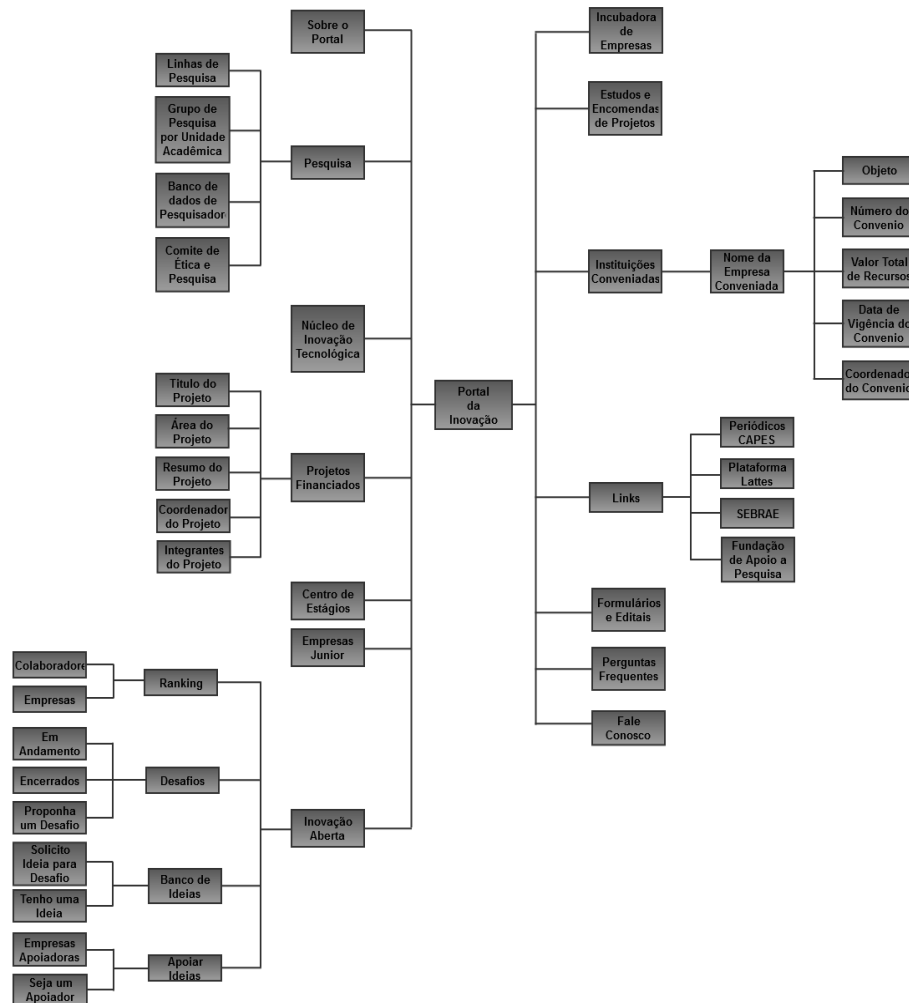 Sobre o
Portal
Linhas de
Pesquisa
Grupo de
Pesquisa
por Unidade
Acadêmica
Banco de
dados de
Pesquisador
Comite de
Ética e
Pesquisa
Pesquisa
Núcleo de
Inovação
Tecnológica
Titulo do
Projeto
Área do
Projeto
Resumo do
Projeto
Coordenador
do Projeto
Integrantes
do Projeto
Projetos
Financiados
Centro de
Estágios
Empresas
Junior
Colaboradore
Empresas
Ranking
Em
Andamento
Encerrados
Proponha
um Desafio
Desafios
Solicito
Ideia para
Desafio
Tenho uma
Ideia
Banco de
Ideias
Empresas
Apoiadoras
Seja um
Apoiador
Apoiar
Ideias
Inovação
Aberta
Portal
da
Inovação
Incubadora
de
Empresas
Estudos e
Encomendas
de Projetos
Instituições
Conveniadas
Nome da
Empresa
Conveniada
Objeto
Número do
Convenio
Valor Total
de Recursos
Data de
Vigência do
Convenio
Coordenador
do Convenio
Links
Periódicos
CAPES
Plataforma
Lattes
SEBRAE
Fundação
de Apoio a
Pesquisa
Formulários
e Editais
Perguntas
Frequentes
Fale
Conosco